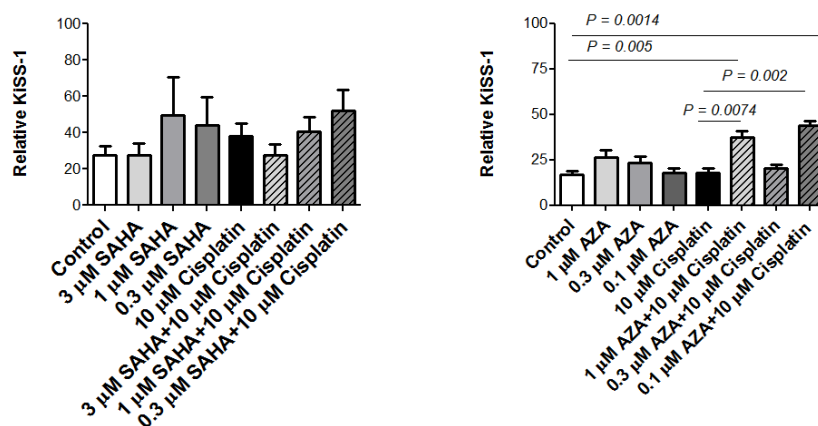 Relative KiSS-1
100
80
60
40
20
0
Control
3 μM SAHA
1 μM SAHA
0.3 μM SAHA
10 μM Cisplatin
3 μM SAHA+10 μM Cisplatin
1 μM SAHA+10 μM Cisplatin
0.3 μM SAHA+10 μM Cisplatin
Relative KiSS-1
100
75
50
25
0
P = 0.0014
P = 0.005
P = 0.002
P = 0.0074
Control
1 μM AZA
0.3 μM AZA
0.1 μM AZA
10 μM Cisplatin
1 μM AZA+10 μM Cisplatin
0.3 μM AZA+10 μM Cisplatin
0.1 μM AZA+10 μM Cisplatin